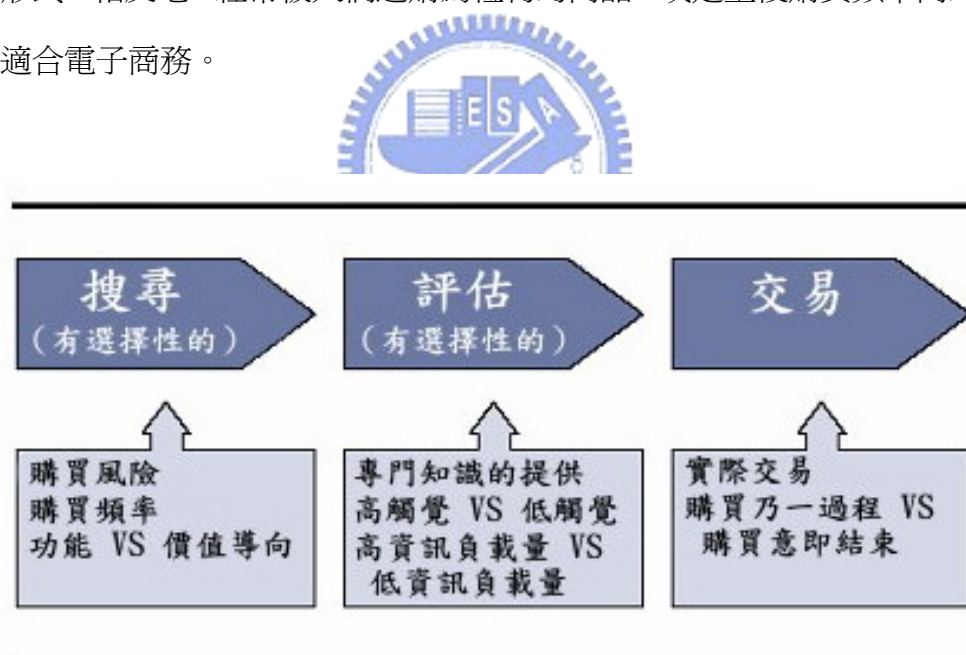 適合電子商務。
ESA
搜尋
(有選擇性的)
評估
(有選擇性的)
交易
購買風險
購買頻率
功能 VS 價值導向
專門知識的提供
高觸覺 VS 低觸覺
高資訊負載量 VS
低資訊負載量
實際交易
購買乃一過程 VS
購買意即結束